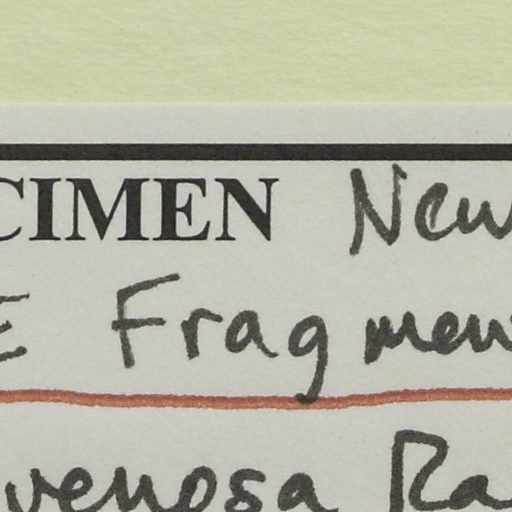 CIMEN New
E Fragmen
venosa Ra